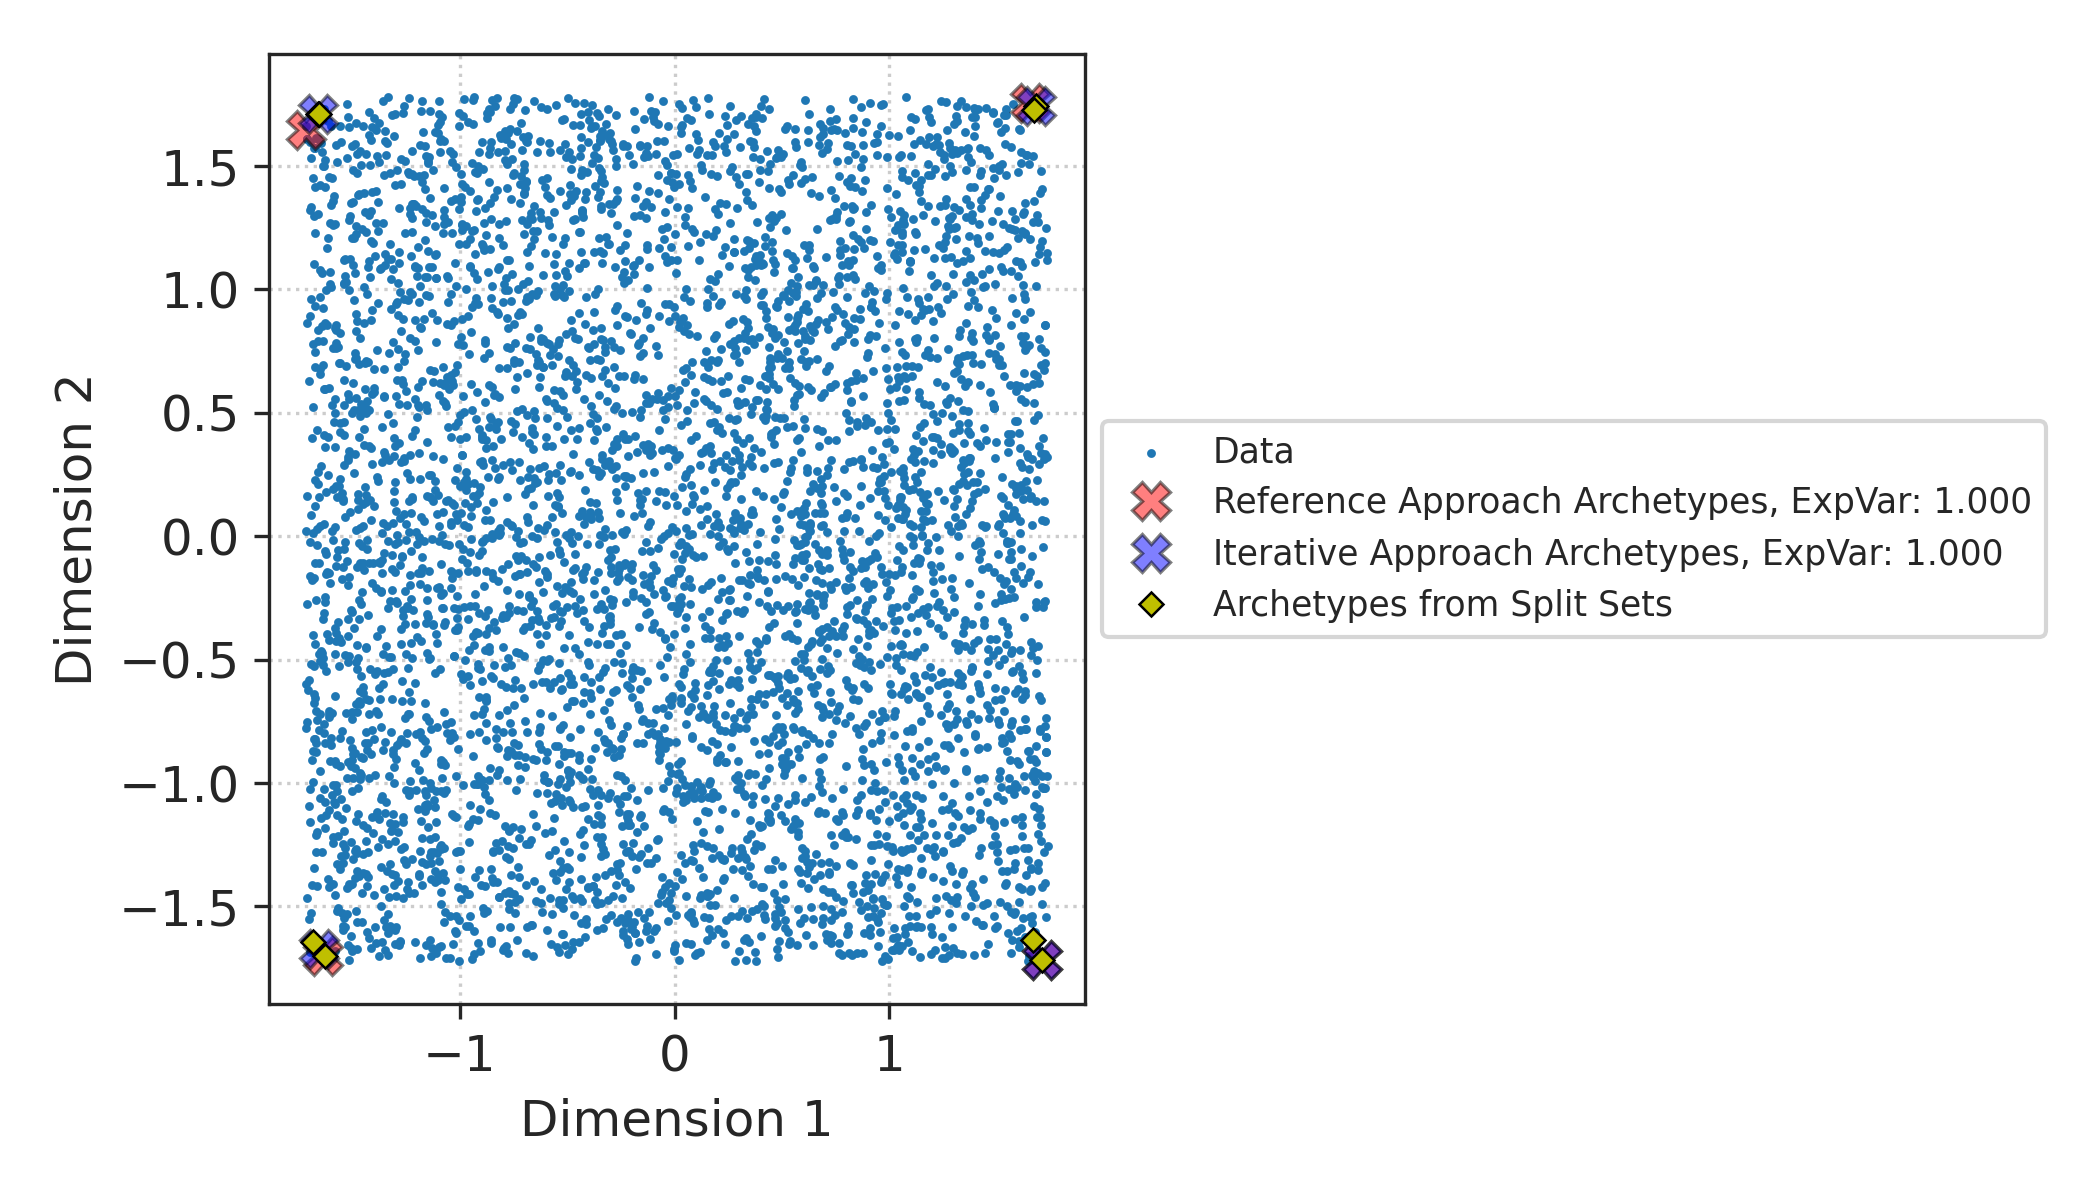 1.5
1.0
0.5
0.0
−0.5
−1.0
−1.5
Dimension 2
−1
0
1
Dimension 1
Data
Reference Approach Archetypes, ExpVar: 1.000
Iterative Approach Archetypes, ExpVar: 1.000
Archetypes from Split Sets